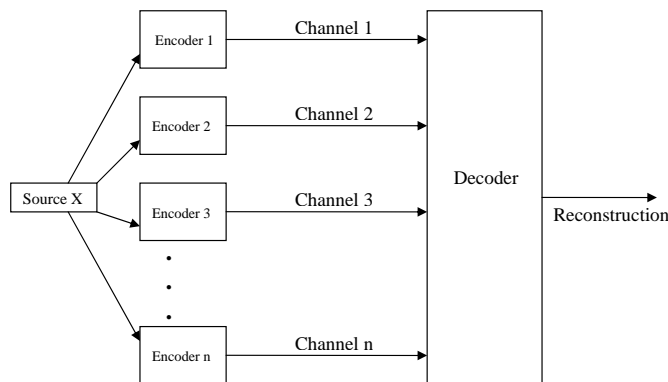 Encoder 1
Channel 1
Encoder 2
Channel 2
Source X
Encoder 3
Channel 3
Decoder
Reconstruction
Encoder n
Channel n